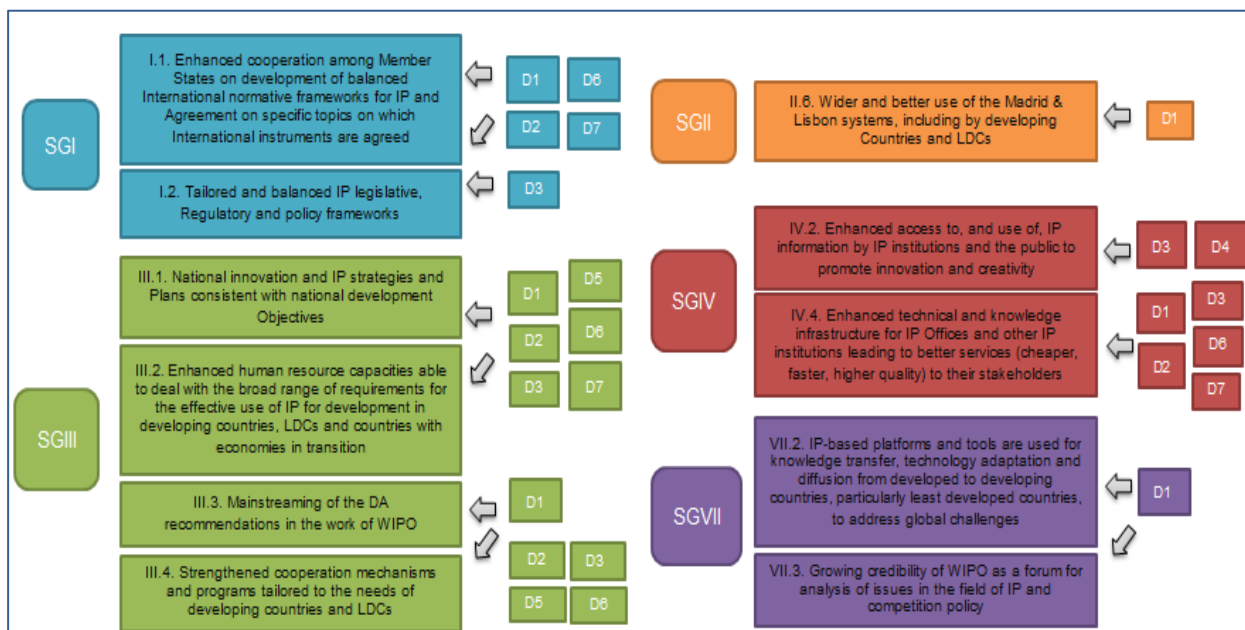 SGI
I.1. Enhanced cooperation among Member
States on development of balanced
International normative frameworks for IP and
Agreement on specific topics on which
International instruments are agreed
D1 D6
D2 D7
I.2. Tailored and balanced IP legislative,
Regulatory and policy frameworks
D3
SGII
II.6. Wider and better use of the Madrid &
Lisbon systems, including by developing
Countries and LDCs
D1
SGIII
III.1. National innovation and IP strategies and
Plans consistent with national development
Objectives
III.2. Enhanced human resource capacities able
to deal with the broad range of requirements for
the effective use of IP for development in
developing countries, LDCs and countries with
economies in transition
D1 D5
D2 D6
D3 D7
III.3. Mainstreaming of the DA
recommendations in the work of WIPO
D1
III.4. Strengthened cooperation mechanisms
and programs tailored to the needs of
developing countries and LDCs
D2 D3
D5 D6
SGIV
IV.2. Enhanced access to, and use of, IP
information by IP institutions and the public to
promote innovation and creativity
D3 D4
IV.4. Enhanced technical and knowledge
infrastructure for IP Offices and other IP
institutions leading to better services (cheaper,
faster, higher quality) to their stakeholders
D1 D3
D2 D6
D7
SGVII
VII.2. IP-based platforms and tools are used for
knowledge transfer, technology adaptation and
diffusion from developed to developing
countries, particularly least developed countries,
to address global challenges
D1
VII.3. Growing credibility of WIPO as a forum for
analysis of issues in the field of IP and
competition policy